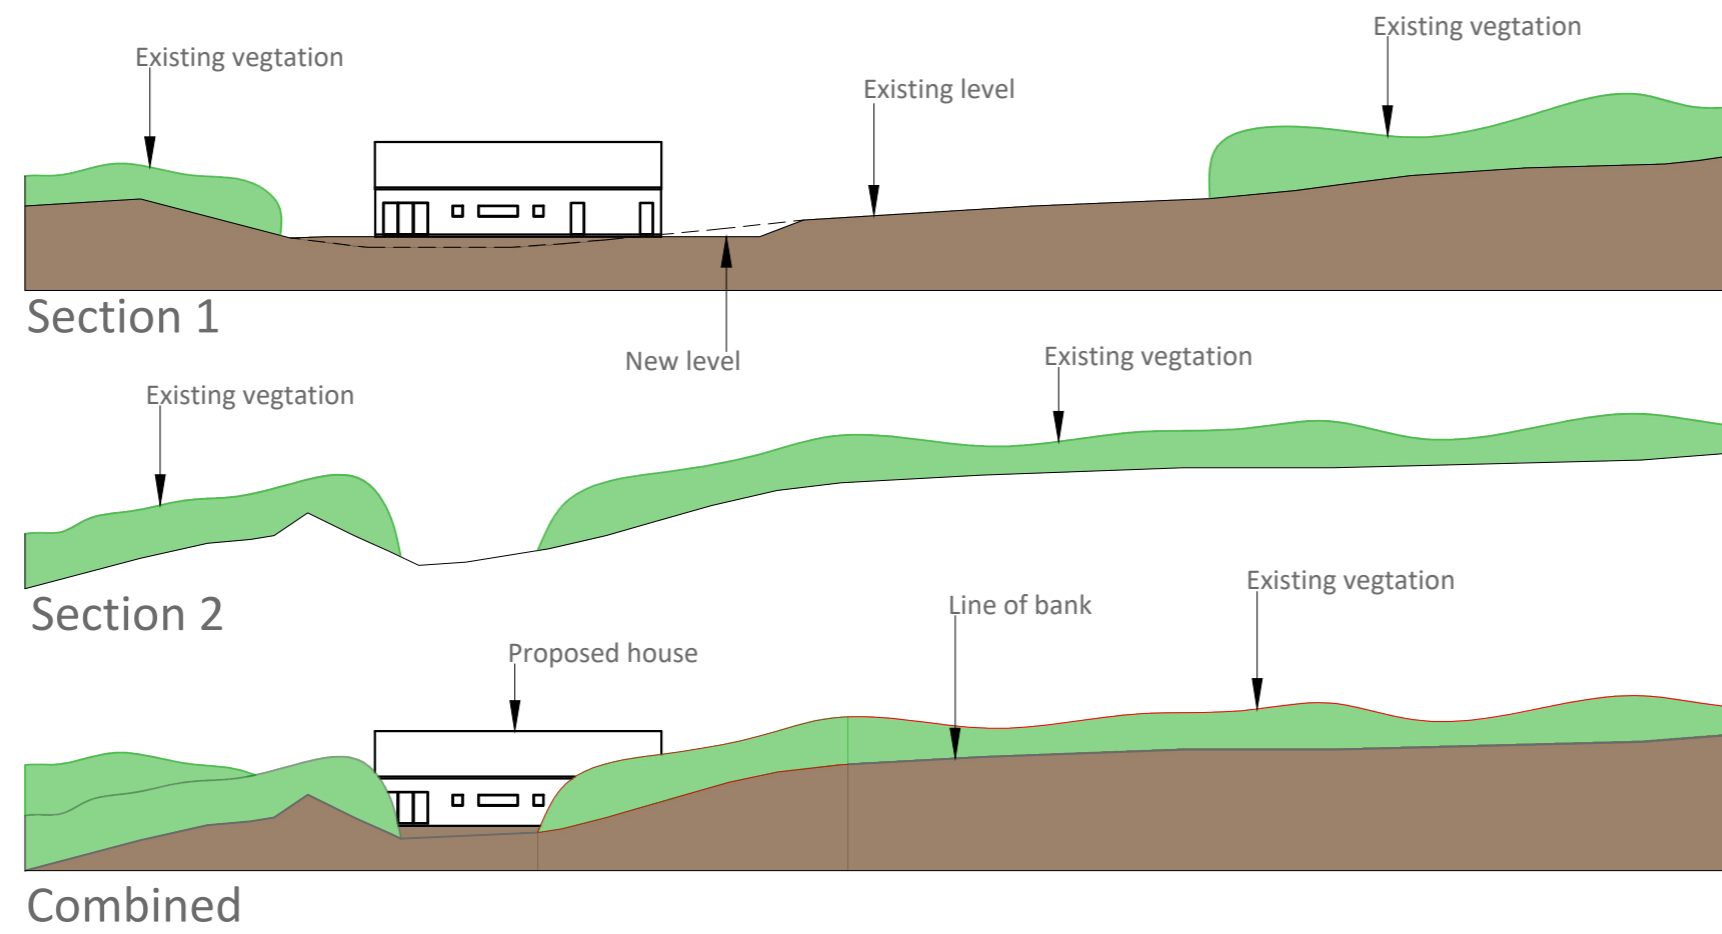 Existing vegtation
Existing vegtation
Existing level
Section 1
New level
Existing vegtation
Existing vegtation
Section 2
Existing vegtation
Line of bank
Proposed house
Combined